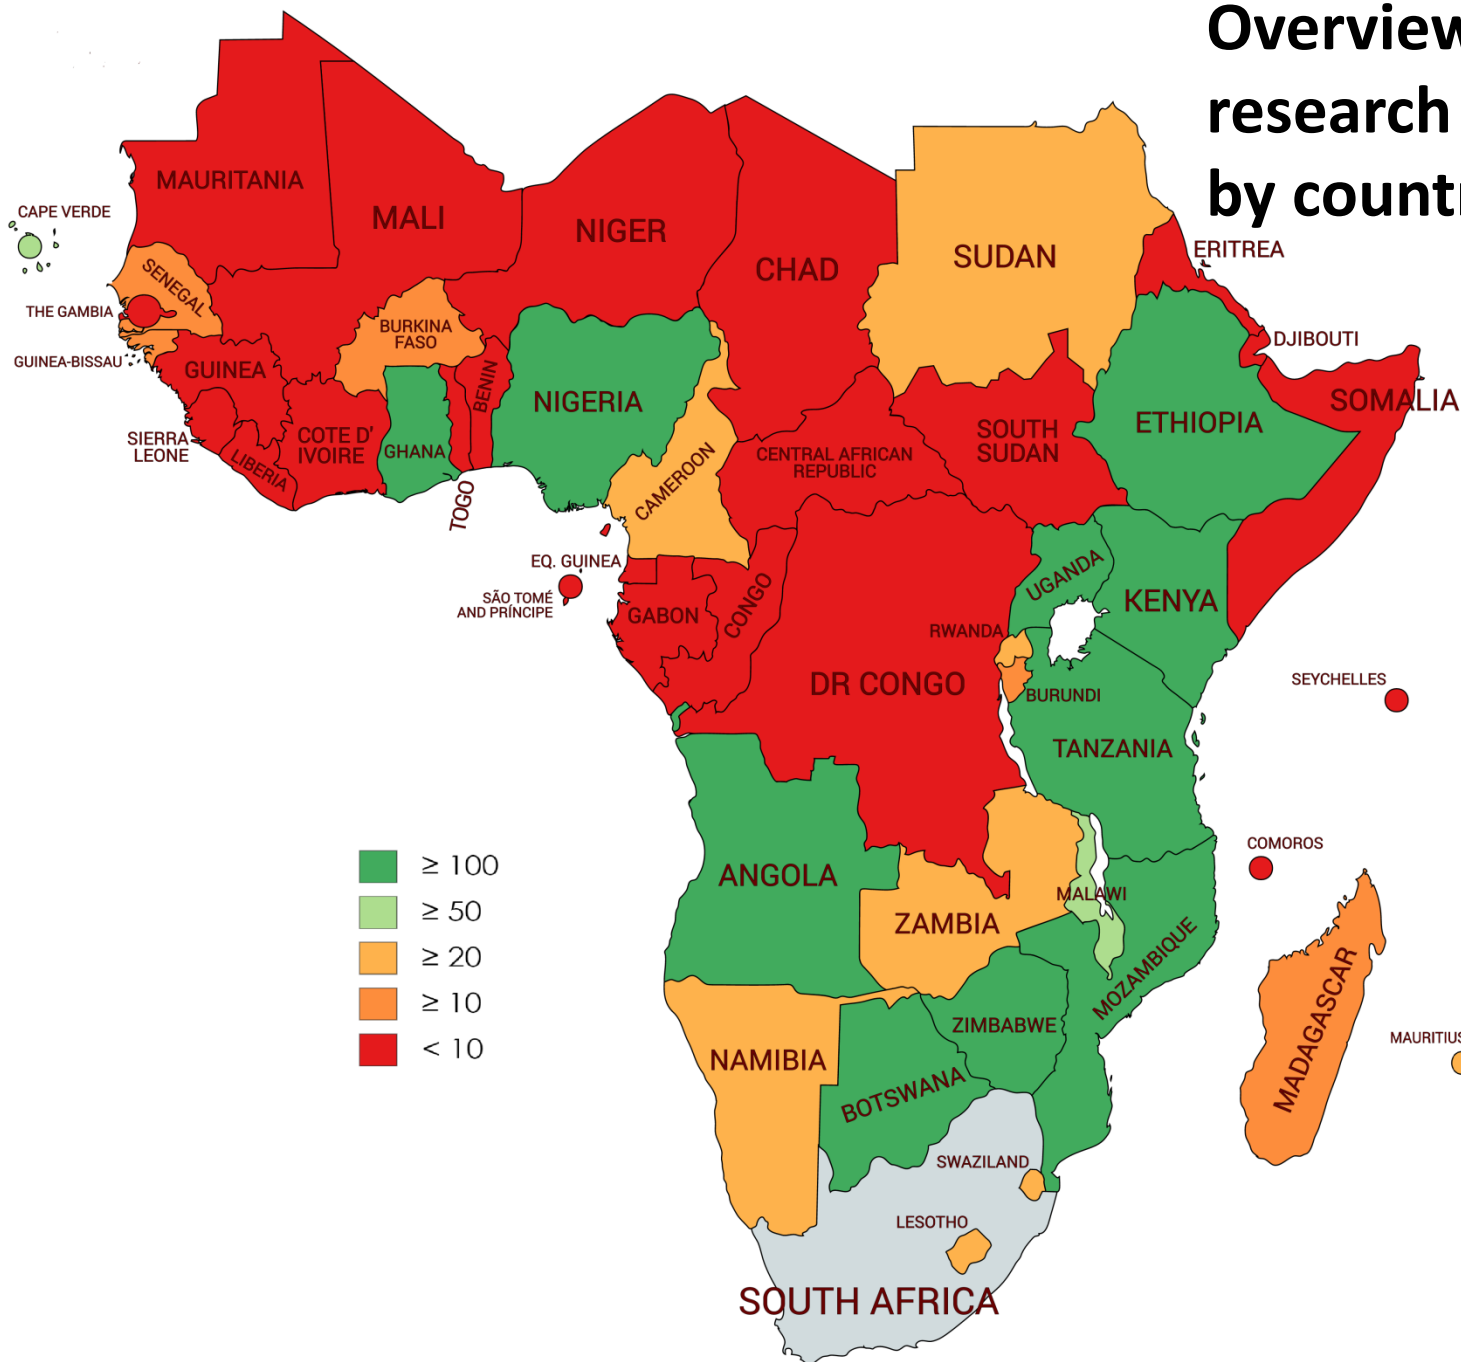 Overview
research
by countr
MAURITANIA
MALI
NIGER
CHAD
SUDAN
ERITREA
CAPE VERDE
SENEGAL
THE GAMBIA
GUINEA-BISSAU
GUINEA
BURKINA
FASO
BENIN
NIGERIA
DJIBOUTI
SOMALIA
ETHIOPIA
SIERRA
LEONE
LIBERIA
COTE D'
IVOIRE
GHANA
TOGO
CAMEROON
CENTRAL AFRICAN
REPUBLIC
SOUTH
SUDAN
EQ. GUINEA
SÃO TOMÉ
AND PRÍNCIPE
GABON
CONGO
UGANDA
KENYA
RWANDA
DR CONGO
BURUNDI
SEYCHELLES
TANZANIA
ANGOLA
COMOROS
MALAWI
ZAMBIA
MOZAMBIQUE
MADAGASCAR
ZIMBABWE
MAURITIUS
NAMIBIA
BOTSWANA
SWAZILAND
LESOTHO
SOUTH AFRICA
≥ 100
≥ 50
≥ 20
≥ 10
< 10